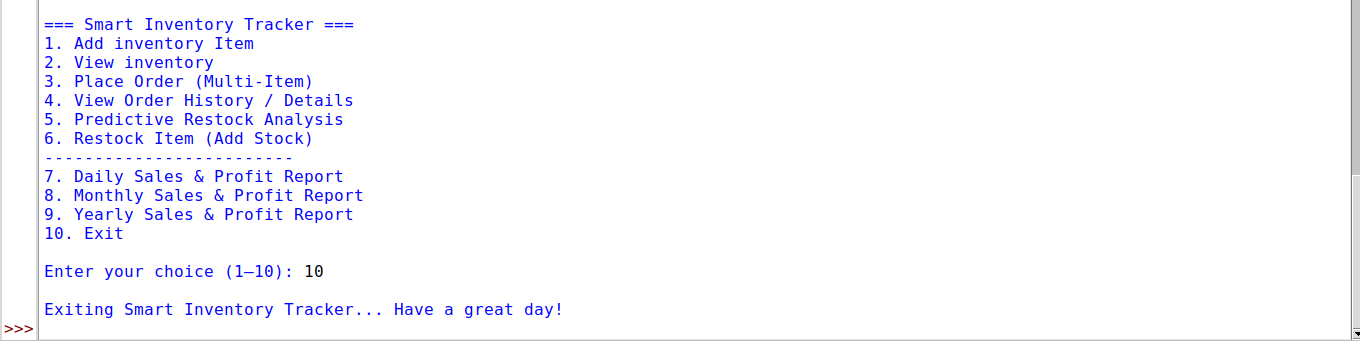 === Smart Inventory Tracker ===
1. Add inventory Item
2. View inventory
3. Place Order (Multi-Item)
4. View Order History / Details
5. Predictive Restock Analysis
6. Restock Item (Add Stock)
-------------------------
7. Daily Sales & Profit Report
8. Monthly Sales & Profit Report
9. Yearly Sales & Profit Report
10. Exit
Enter your choice (1–10): 10
Exiting Smart Inventory Tracker... Have a great day!
>>>